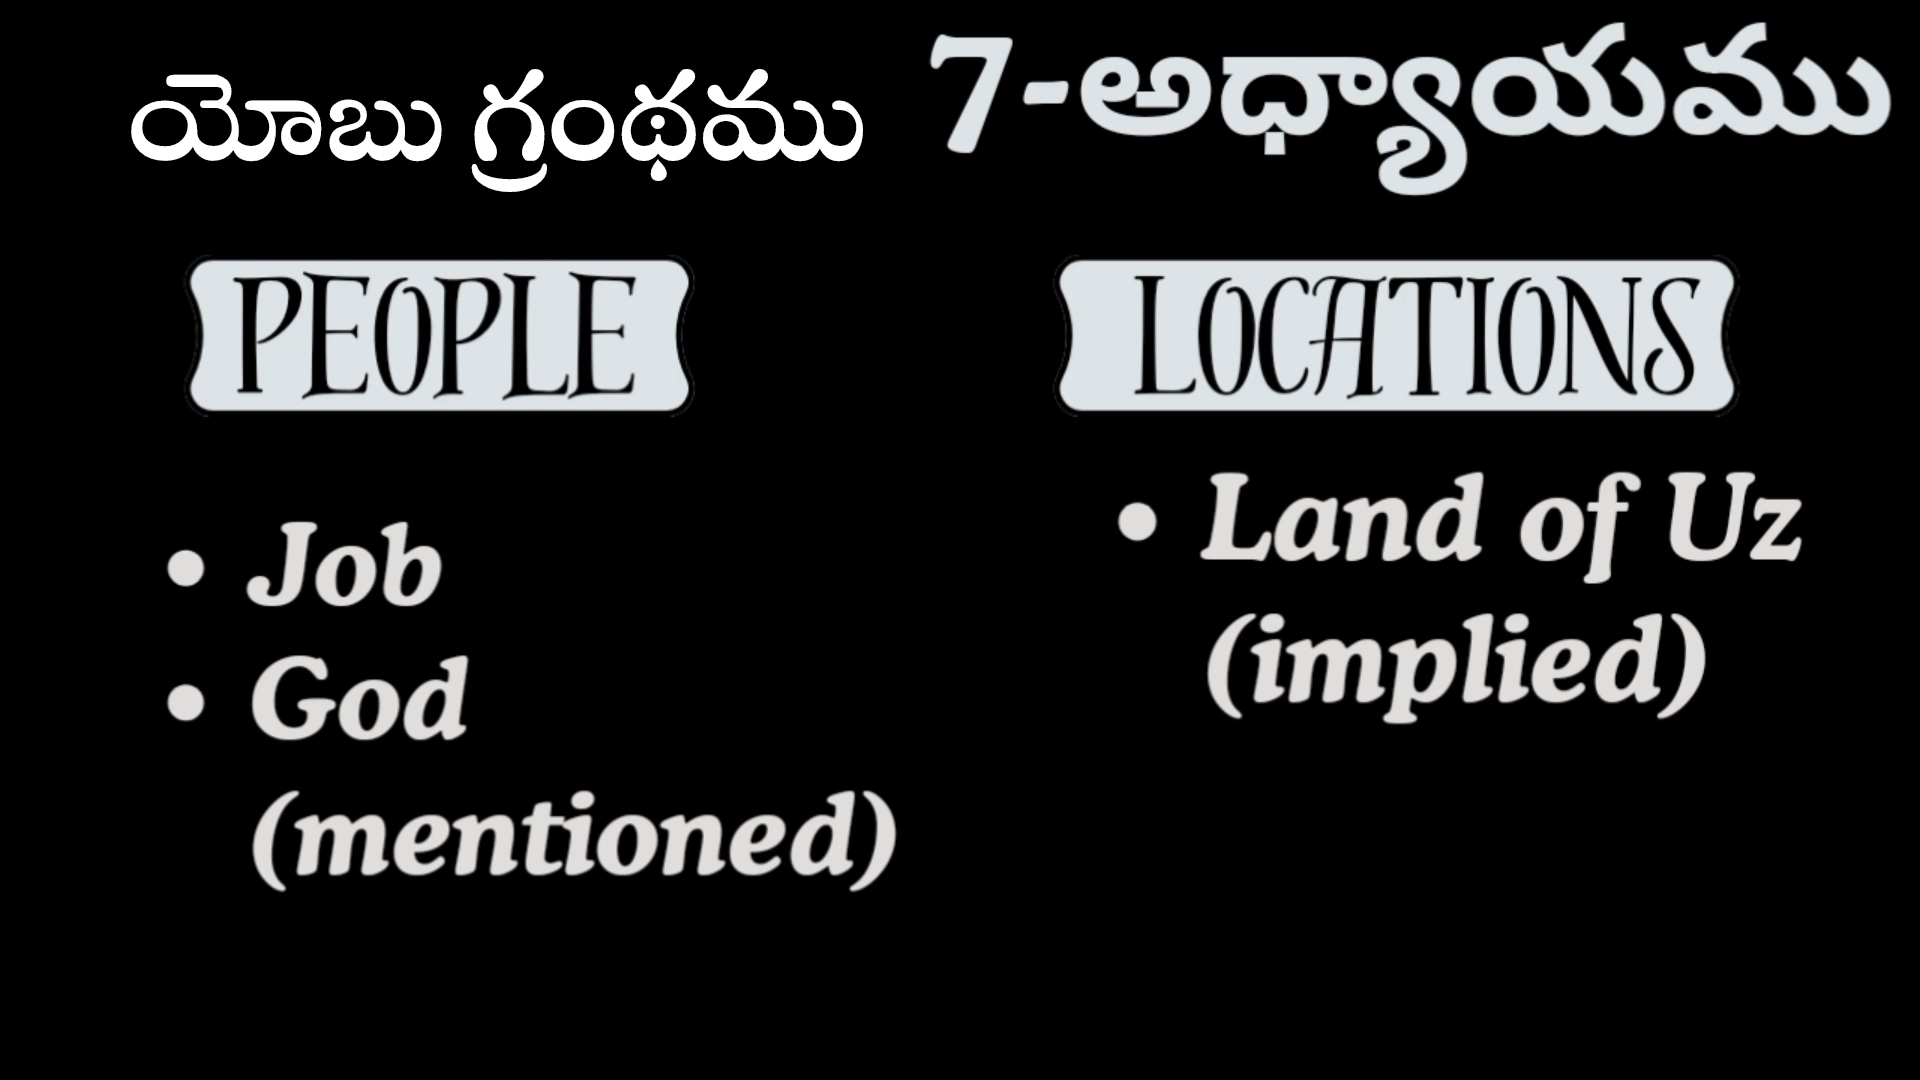 యోబు గ్రంథము
7-అధ్యాయము
PEOPLE
• Job
• God
(mentioned)
LOCATIONS
• Land of Uz
(implied)